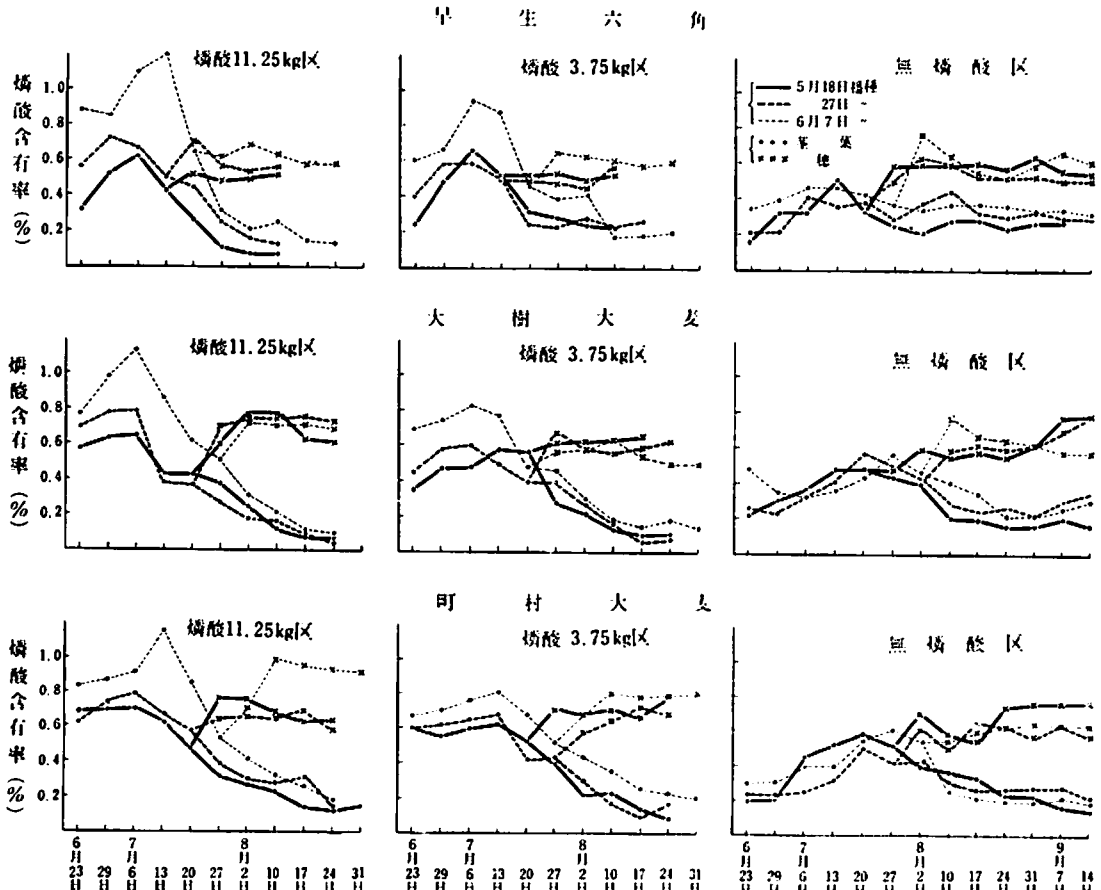 早生六角
燐酸11.25kg区
燐酸 3.75kg区
無燐酸区
5月18日播種
27日 〃
6月7日 〃
茎葉
穂
燐酸含有率(%)
1.0
0.8
0.6
0.4
0.2
大樹大麦
燐酸11.25kg区
燐酸 3.75kg区
無燐酸区
燐酸含有率(%)
1.0
0.8
0.6
0.4
0.2
町村大麦
燐酸11.25kg区
燐酸 3.75kg区
無燐酸区
燐酸含有率(%)
1.0
0.8
0.6
0.4
0.2
6月23日 29日 7月6日 13日 20日 27日 8月2日 10日 17日 24日 31日
6月23日 29日 7月6日 13日 20日 27日 8月2日 10日 17日 24日 31日
6月23日 29日 7月6日 13日 20日 27日 8月2日 10日 17日 24日 31日 9月7日 14日